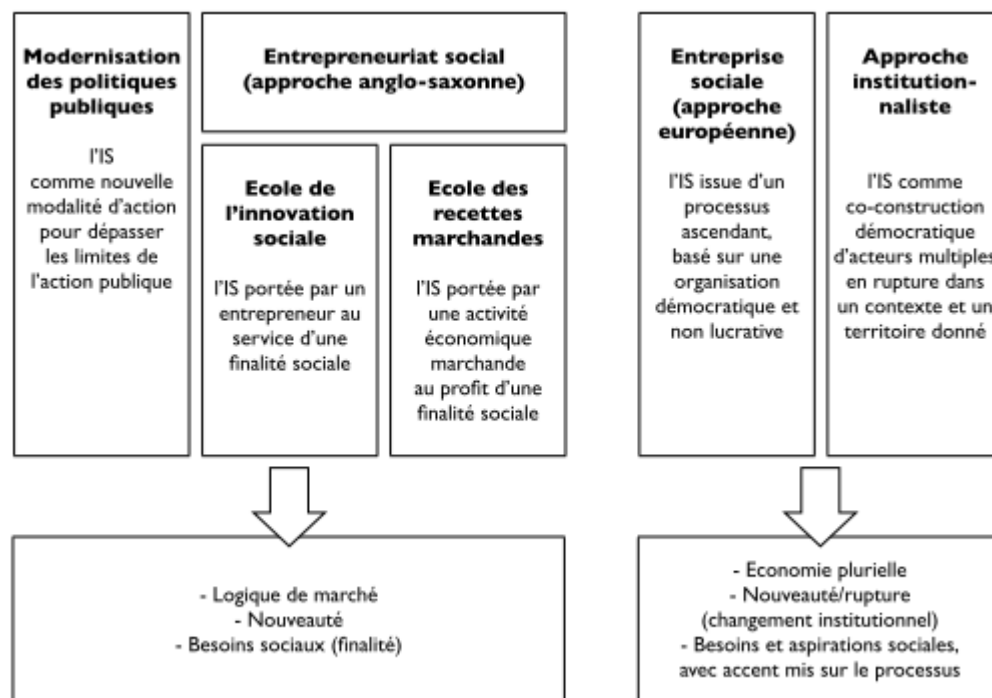 Modernisation
des politiques
publiques
l'IS
comme nouvelle
modalité d'action
pour dépasser
les limites de
l'action publique
Entrepreneuriat social
(approche anglo-saxonne)
Ecole de
l'innovation
sociale
l'IS portée par un
entrepreneur au
service d'une
finalité sociale
Ecole des
recettes
marchandes
l'IS portée par
une activité
économique
marchande
au profit d'une
finalité sociale
Entreprise
sociale
(approche
européenne)
l'IS issue d'un
processus
ascendant,
basé sur une
organisation
démocratique et
non lucrative
Approche
institution-
naliste
l'IS comme
co-construction
démocratique
d'acteurs multiples
en rupture dans
un contexte et un
territoire donné
- Logique de marché
- Nouveauté
- Besoins sociaux (finalité)
- Economie plurielle
- Nouveauté/rupture
(changement institutionnel)
- Besoins et aspirations sociales,
avec accent mis sur le processus